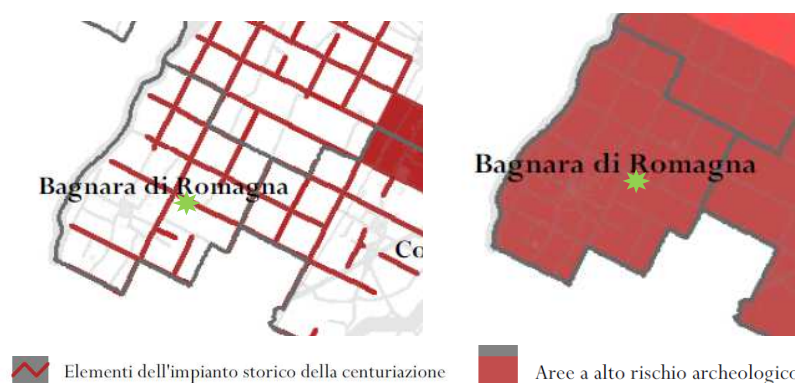 Bagnara di Romagna
Co
Bagnara di Romagna
Elementi dell'impianto storico della centuriazione
Aree a alto rischio archeologico